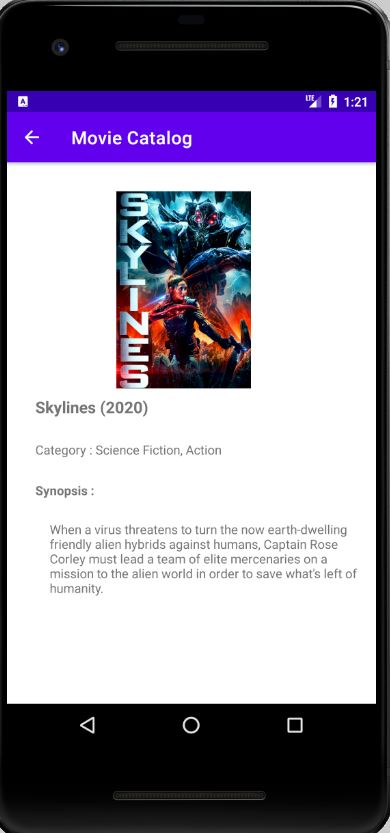 A
LTE
1:21
Movie Catalog
SKYLINES
Skylines (2020)
Category : Science Fiction, Action
Synopsis :
When a virus threatens to turn the now earth-dwelling
friendly alien hybrids against humans, Captain Rose
Corley must lead a team of elite mercenaries on a
mission to the alien world in order to save what's left of
humanity.